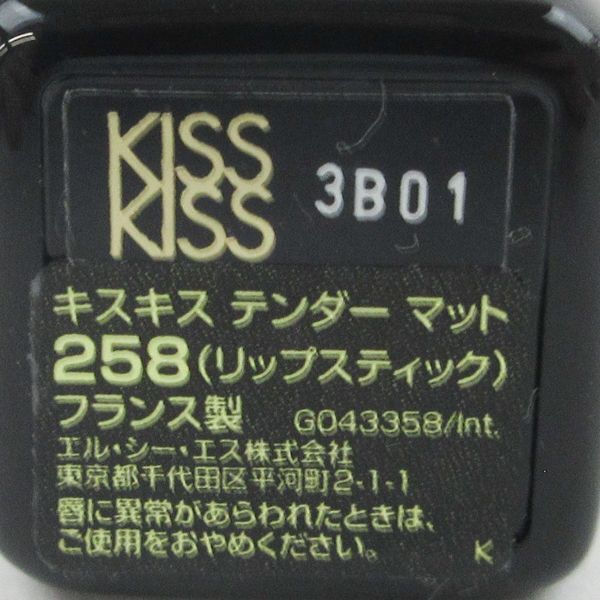 KISS
KISS
3B01
キスキス テンダー マット
258(リップスティック)
フランス製 G043358/Int.
エル・シー・エス株式会社
東京都千代田区平河町2-1-1
唇に異常があらわれたときは、
ご使用をおやめください。 K